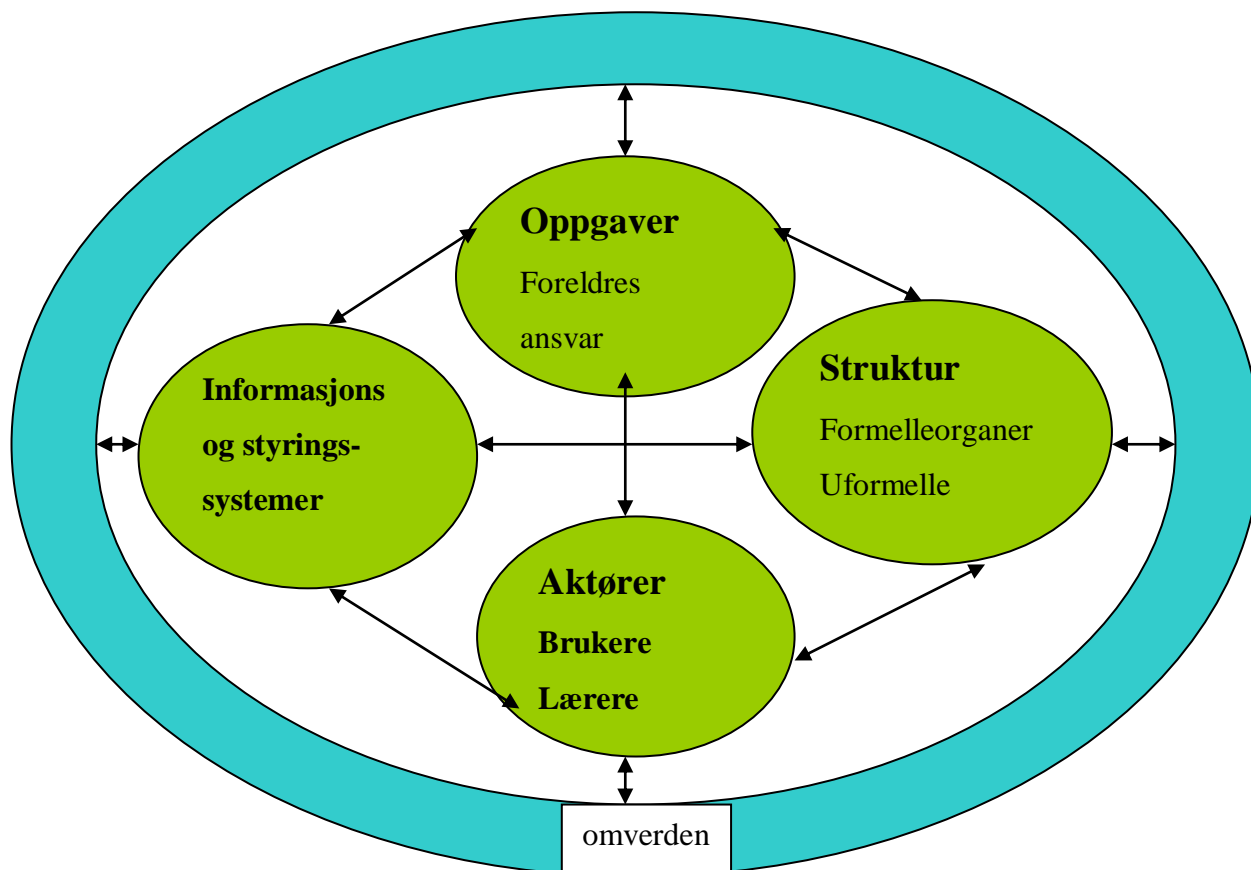 Oppgaver
Foreldres
ansvar
Informasjons
og styrings-
systemer
Struktur
Formelleorganer
Uformelle
Aktører
Brukere
Lærere
omverden